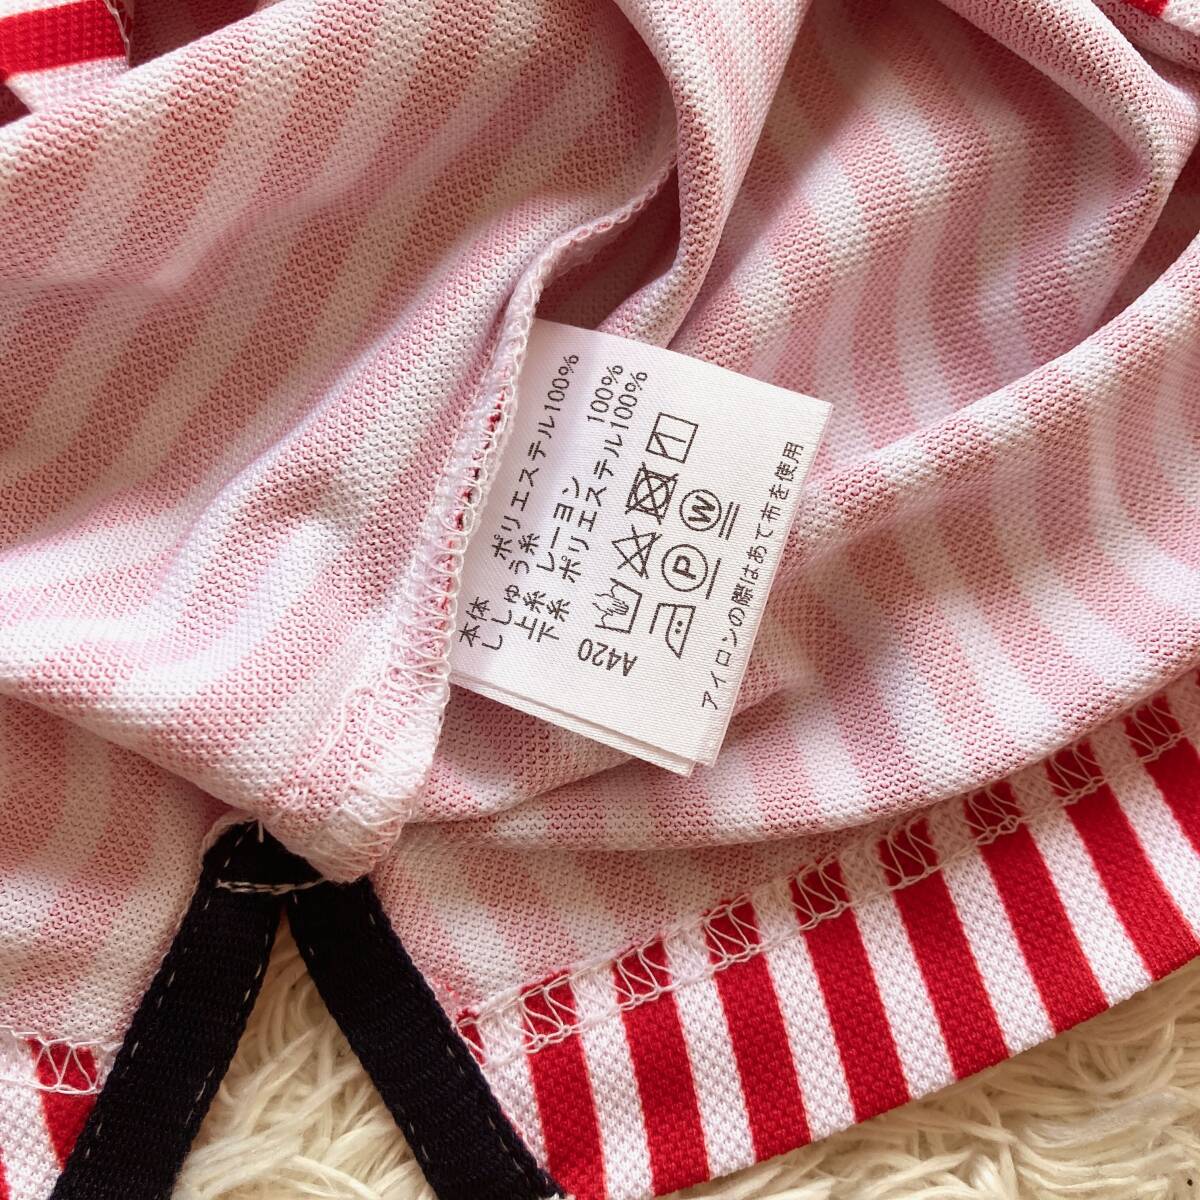 本体 ポリエステル100%
ししゅう糸
上糸 レーヨン 100%
下糸 ポリエステル100%
W
P
A420
アイロンの際はあて布を使用